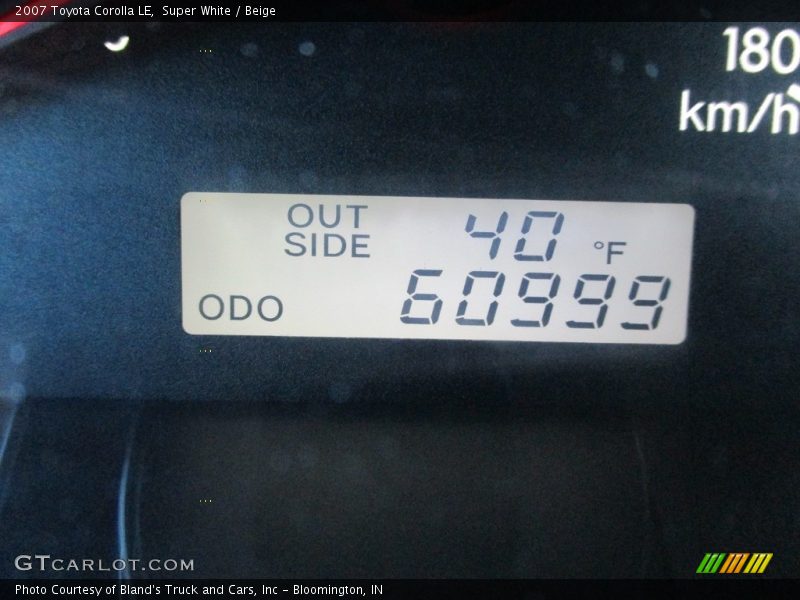 2007 Toyota Corolla LE, Super White / Beige
180
km/h
OUT
SIDE 40 °F
ODO 60999
GTCARLOT.COM
Photo Courtesy of Bland's Truck and Cars, Inc - Bloomington, IN